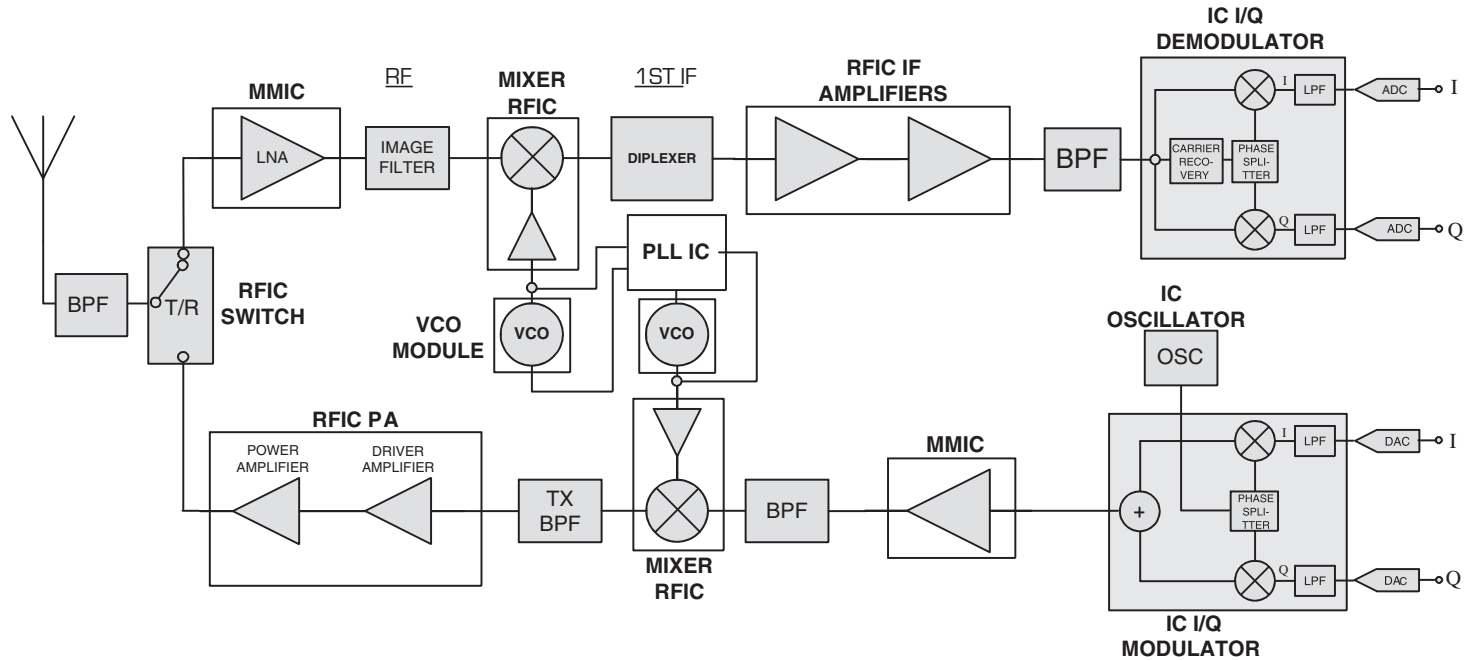 IC I/Q
DEMODULATOR
RF
1ST IF
MIXER
RFIC
RFIC IF
AMPLIFIERS
MMIC
LNA
IMAGE
FILTER
DIPLEXER
BPF
CARRIER
RECO-
VERY
PHASE
SPLI-
TTER
I
LPF
ADC
I
Q
LPF
ADC
Q
PLL IC
BPF
T/R
RFIC
SWITCH
VCO
MODULE
VCO
VCO
IC
OSCILLATOR
OSC
RFIC PA
POWER
AMPLIFIER
DRIVER
AMPLIFIER
TX
BPF
MIXER
RFIC
BPF
MMIC
+
PHASE
SPLI-
TTER
I
LPF
DAC
I
Q
LPF
DAC
Q
IC I/Q
MODULATOR